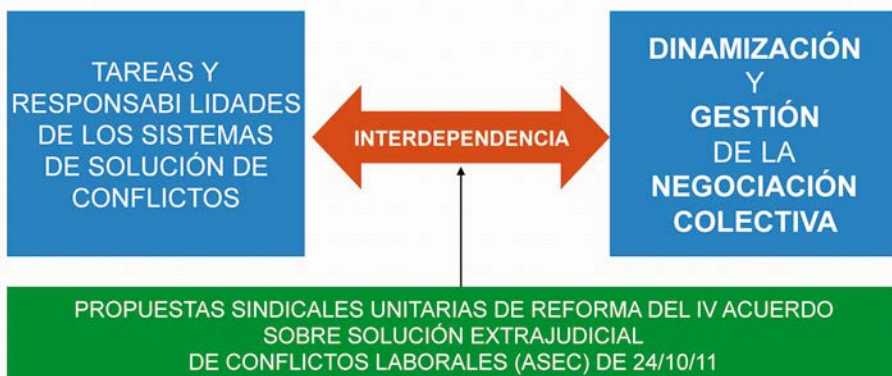 TAREAS Y
RESPONSABI LIDADES
DE LOS SISTEMAS
DE SOLUCIÓN DE
CONFLICTOS
INTERDEPENDENCIA
DINAMIZACIÓN
Y
GESTIÓN
DE LA
NEGOCIACIÓN
COLECTIVA
PROPUESTAS SINDICALES UNITARIAS DE REFORMA DEL IV ACUERDO
SOBRE SOLUCIÓN EXTRAJUDICIAL
DE CONFLICTOS LABORALES (ASEC) DE 24/10/11